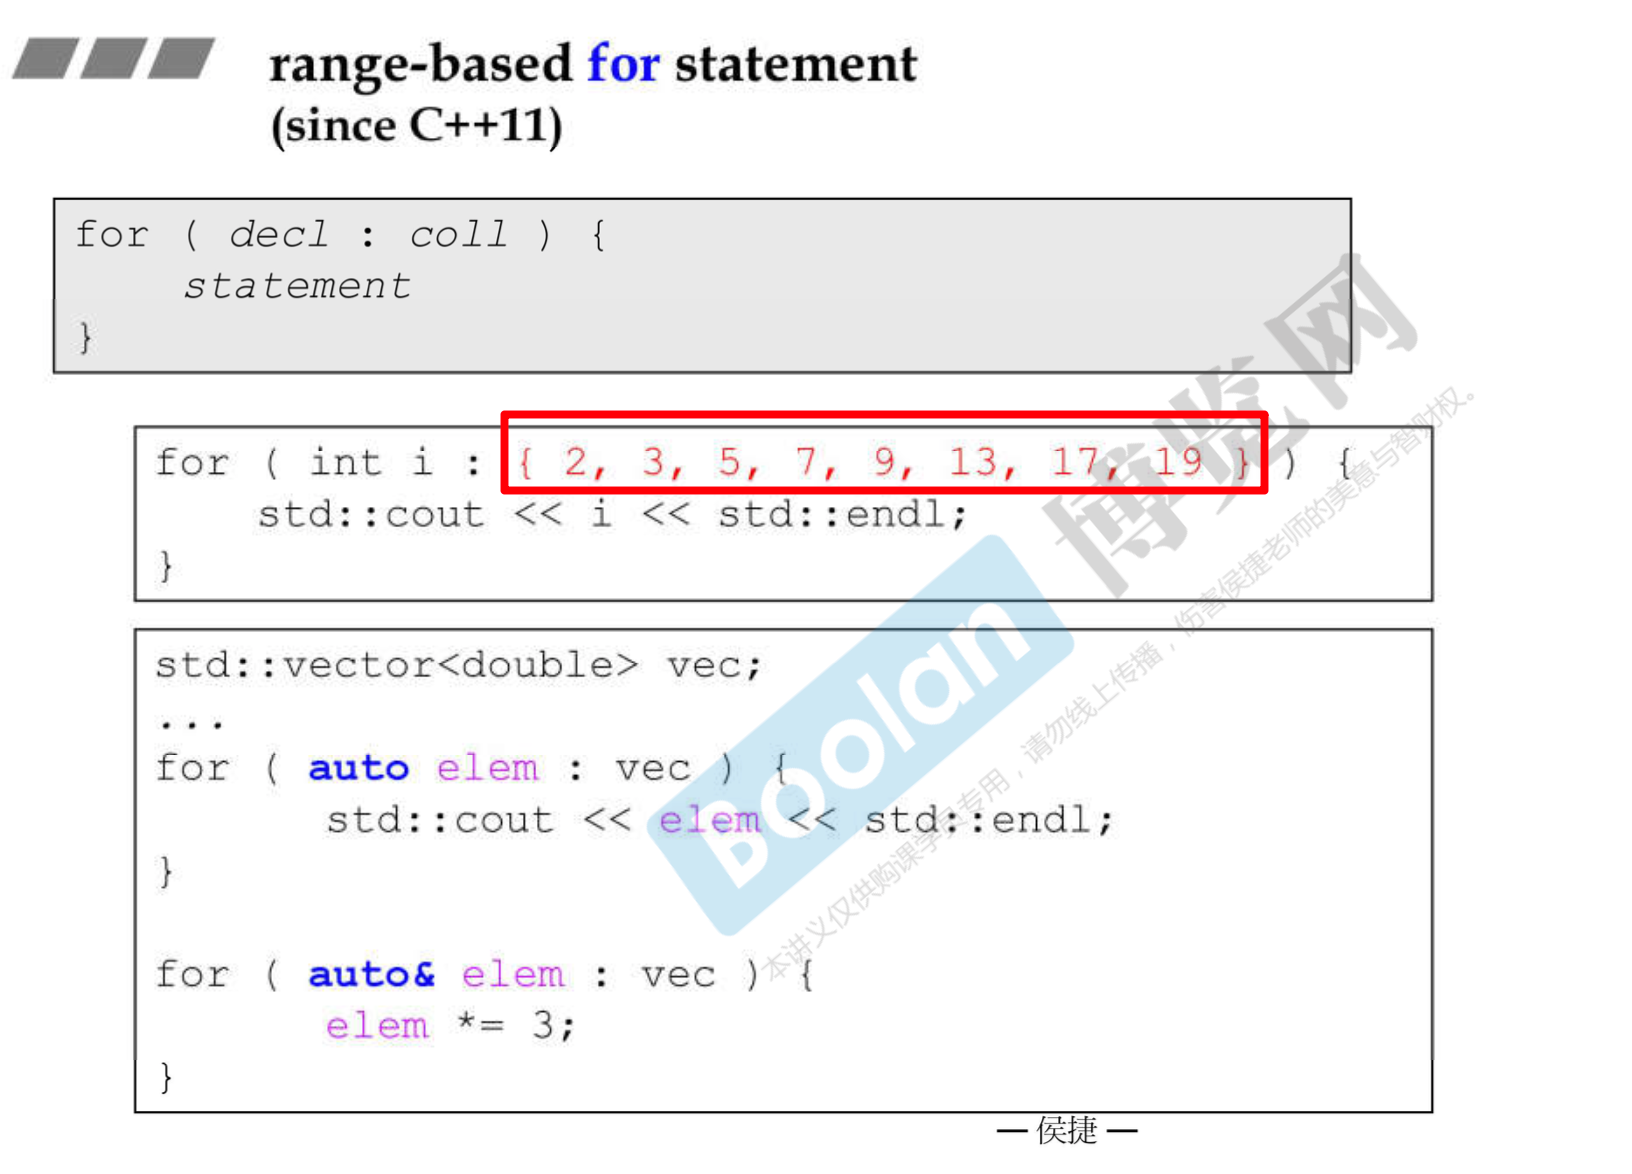 range-based for statement
(since C++11)
for ( decl : coll ) {
    statement
}
for ( int i : { 2, 3, 5, 7, 9, 13, 17, 19 } ) {
    std::cout << i << std::endl;
}
std::vector<double> vec;
...
for ( auto elem : vec ) {
    std::cout << elem << std::endl;
}
for ( auto& elem : vec ) {
    elem *= 3;
}
Boolan
博览网
本讲义仅供购课学员专用，请勿线上传播，伤害侯捷老师的美意与智财权。
— 侯捷 —